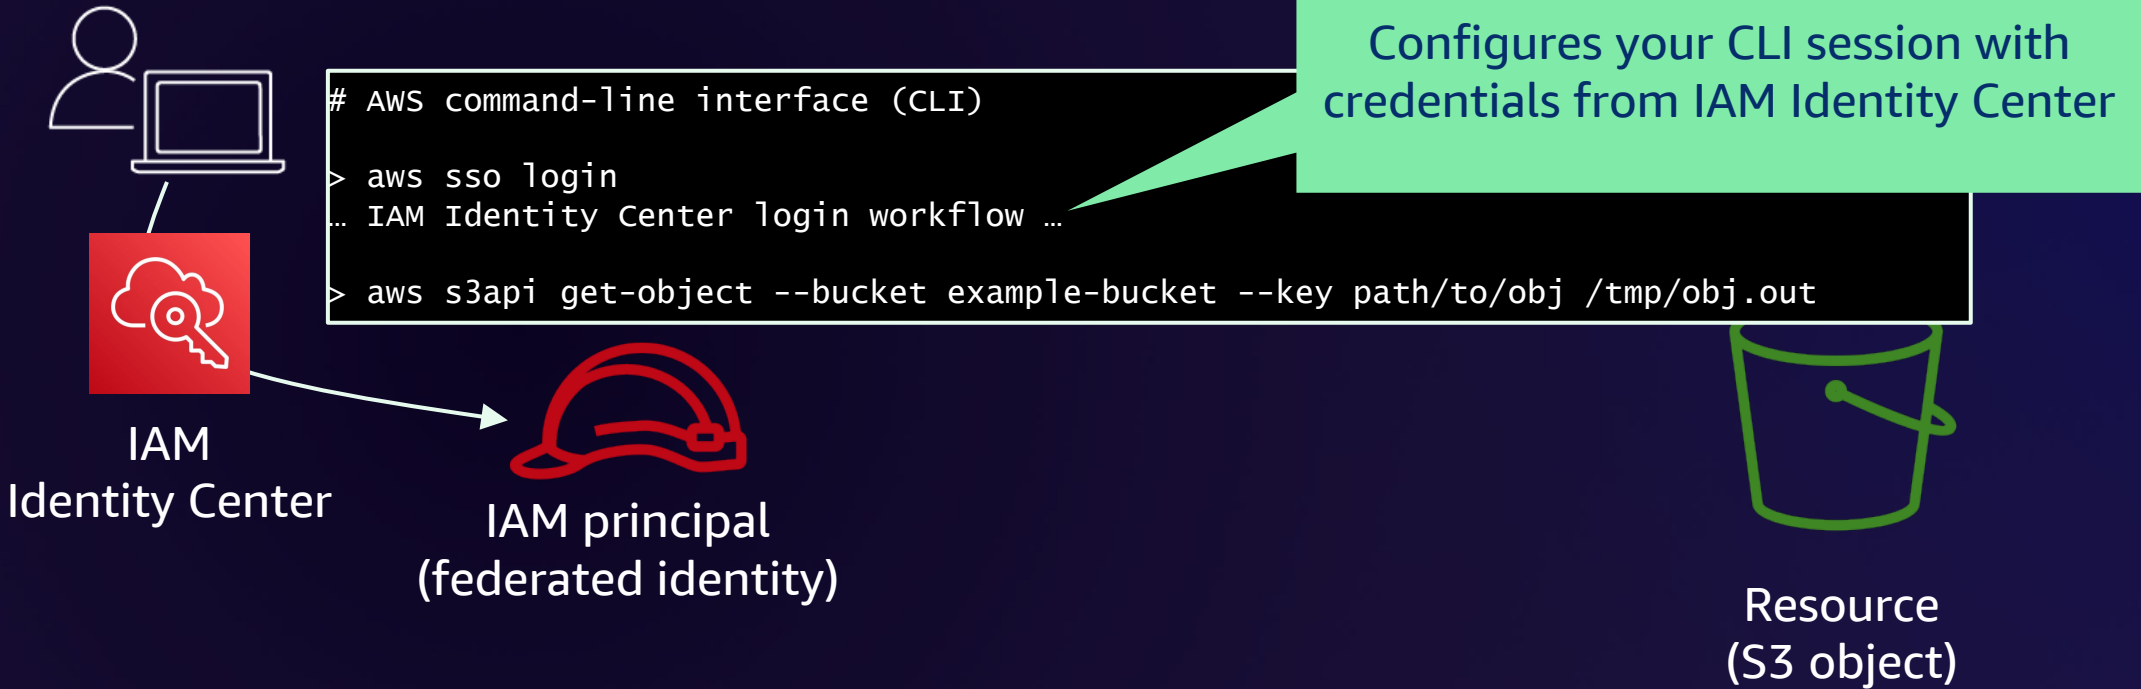 Configures your CLI session with
credentials from IAM Identity Center
# AWS command-line interface (CLI)
> aws sso login
… IAM Identity Center login workflow …
> aws s3api get-object --bucket example-bucket --key path/to/obj /tmp/obj.out
IAM
Identity Center
IAM principal
(federated identity)
Resource
(S3 object)